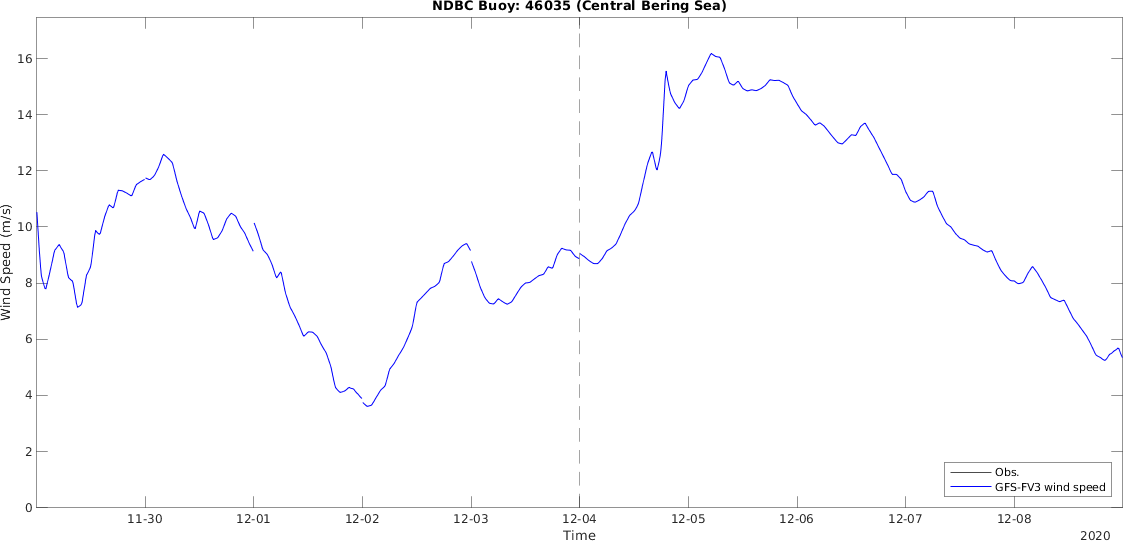 NDBC Buoy: 46035 (Central Bering Sea)
Wind Speed (m/s)
16
14
12
10
8
6
4
2
0
11-30 12-01 12-02 12-03 12-04 12-05 12-06 12-07 12-08
Time
2020
Obs.
GFS-FV3 wind speed